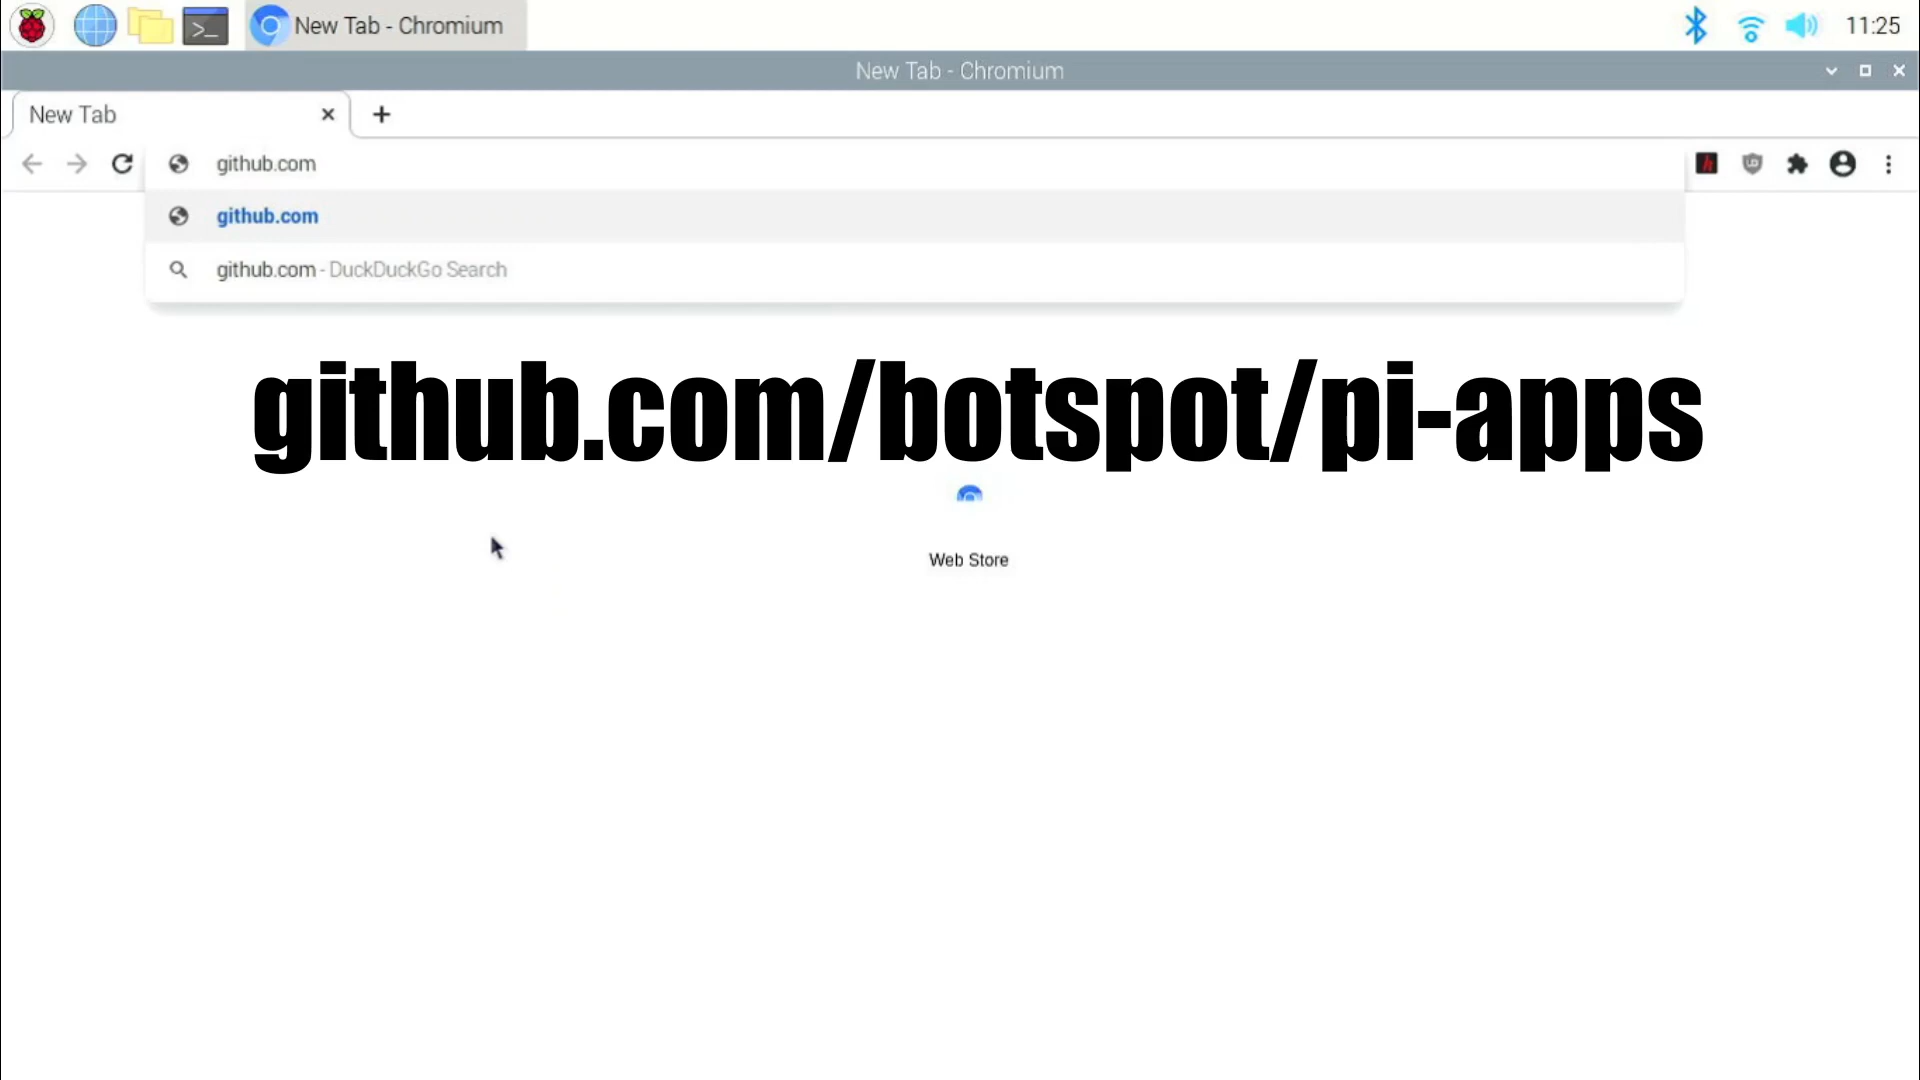 New Tab - Chromium
11:25
New Tab - Chromium
New Tab
github.com
github.com
github.com - DuckDuckGo Search
github.com/botspot/pi-apps
Web Store